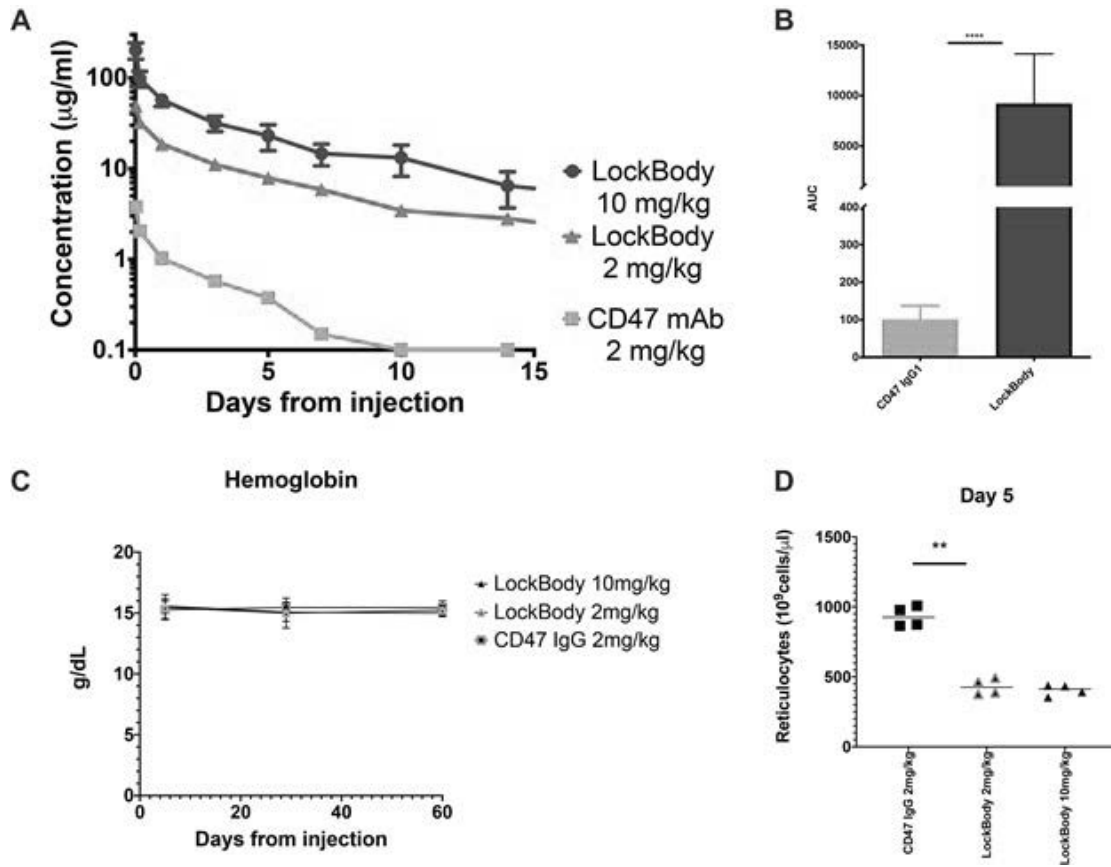 A
Concentration (µg/ml)
100
10
1
0.1
0
5
10
15
Days from injection
LockBody
10 mg/kg
LockBody
2 mg/kg
CD47 mAb
2 mg/kg
B
****
AUC
15000
10000
5000
400
300
200
100
0
CD47 IgG1
LockBody
C
Hemoglobin
g/dL
20
15
10
5
0
0
20
40
60
Days from injection
LockBody 10mg/kg
LockBody 2mg/kg
CD47 IgG 2mg/kg
D
Day 5
**
Reticulocytes (10⁹cells/µl)
1500
1000
500
0
CD47 IgG 2mg/kg
LockBody 2mg/kg
LockBody 10mg/kg